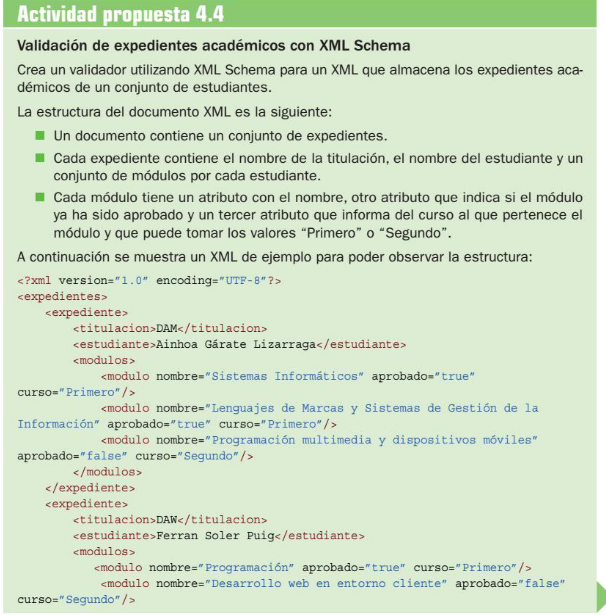 Actividad propuesta 4.4
Validación de expedientes académicos con XML Schema
Crea un validador utilizando XML Schema para un XML que almacena los expedientes aca-
démicos de un conjunto de estudiantes.
La estructura del documento XML es la siguiente:
Un documento contiene un conjunto de expedientes.
Cada expediente contiene el nombre de la titulación, el nombre del estudiante y un
conjunto de módulos por cada estudiante.
Cada módulo tiene un atributo con el nombre, otro atributo que indica si el módulo
ya ha sido aprobado y un tercer atributo que informa del curso al que pertenece el
módulo y que puede tomar los valores “Primero” o “Segundo”.
A continuación se muestra un XML de ejemplo para poder observar la estructura:
<?xml version="1.0" encoding="UTF-8"?>
<expedientes>
<expediente>
<titulacion>DAM</titulacion>
<estudiante>Ainhoa Gárate Lizarraga</estudiante>
<modulos>
<modulo nombre="Sistemas Informáticos" aprobado="true"
curso="Primero"/>
<modulo nombre="Lenguajes de Marcas y Sistemas de Gestión de la
Información" aprobado="true" curso="Primero"/>
<modulo nombre="Programación multimedia y dispositivos móviles"
aprobado="false" curso="Segundo"/>
</modulos>
</expediente>
<expediente>
<titulacion>DAW</titulacion>
<estudiante>Ferran Soler Puig</estudiante>
<modulos>
<modulo nombre="Programación" aprobado="true" curso="Primero"/>
<modulo nombre="Desarrollo web en entorno cliente" aprobado="false"
curso="Segundo"/>